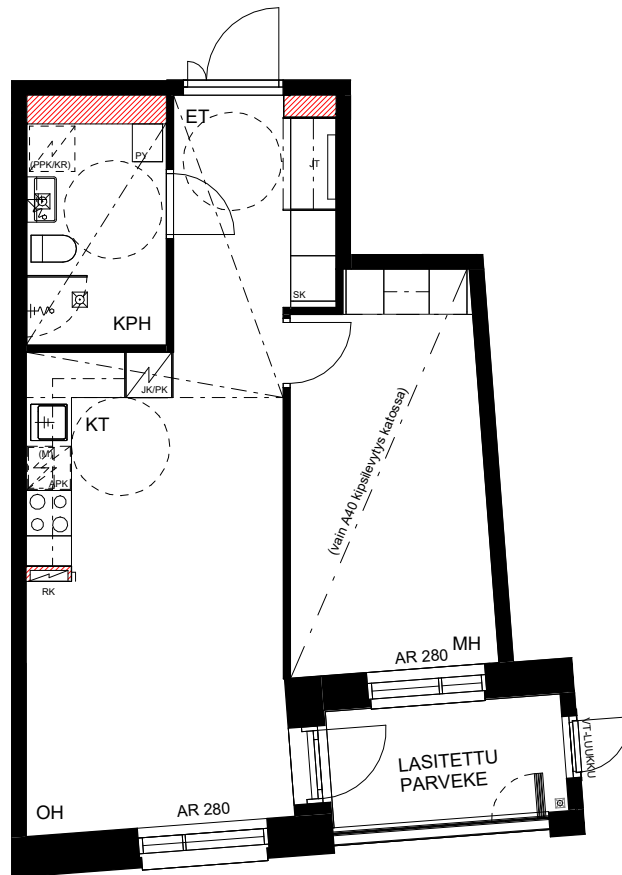 ET
PY
(PPK/KR)
JT
SK
KPH
JK/PK
KT
(M)
APK
RK
(vain A40 kipsilevytys katossa)
MH
AR 280
LASITETTU
PARVEKE
VT-LUUKKU
OH
AR 280